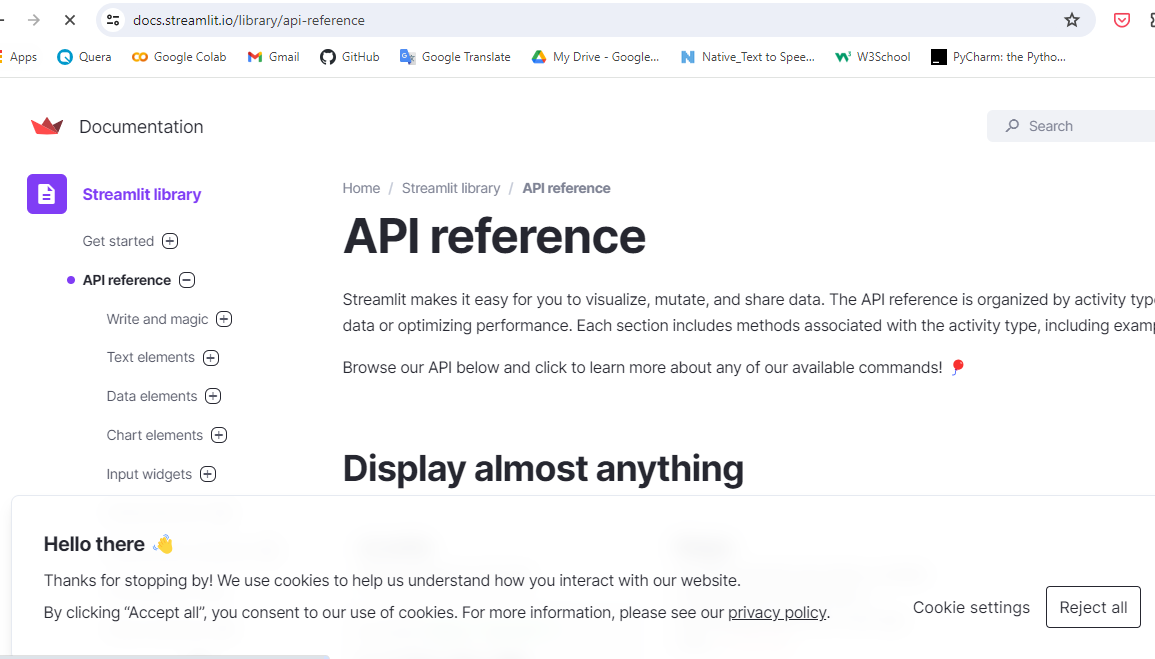 docs.streamlit.io/library/api-reference
Apps Quera Google Colab Gmail GitHub Google Translate My Drive - Google... Native_Text to Spee... W3School PyCharm: the Pytho...
Documentation
Search
Streamlit library
Get started
API reference
Write and magic
Text elements
Data elements
Chart elements
Input widgets
Home / Streamlit library / API reference
API reference
Streamlit makes it easy for you to visualize, mutate, and share data. The API reference is organized by activity type
data or optimizing performance. Each section includes methods associated with the activity type, including
Browse our API below and click to learn more about any of our available commands! 🎈
Display almost anything
Hello there 👋
Thanks for stopping by! We use cookies to help us understand how you interact with our website.
By clicking “Accept all”, you consent to our use of cookies. For more information, please see our privacy policy.
Cookie settings
Reject all